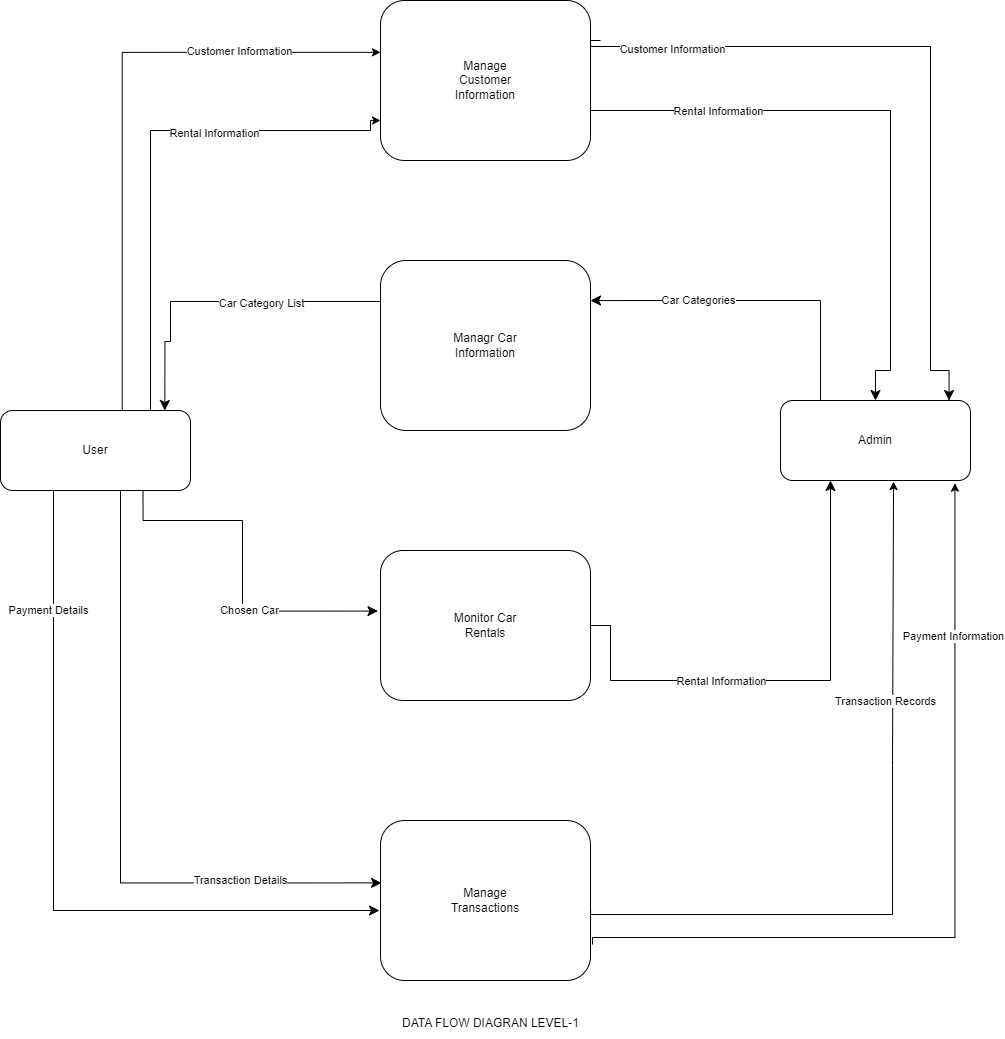 Customer Information
Manage
Customer
Information
Customer Information
Rental Information
Rental Information
Car Category List
Managr Car
Information
Car Categories
User
Admin
Payment Details
Chosen Car
Monitor Car
Rentals
Payment Information
Rental Information
Transaction Records
Transaction Details
Manage
Transactions
DATA FLOW DIAGRAN LEVEL-1